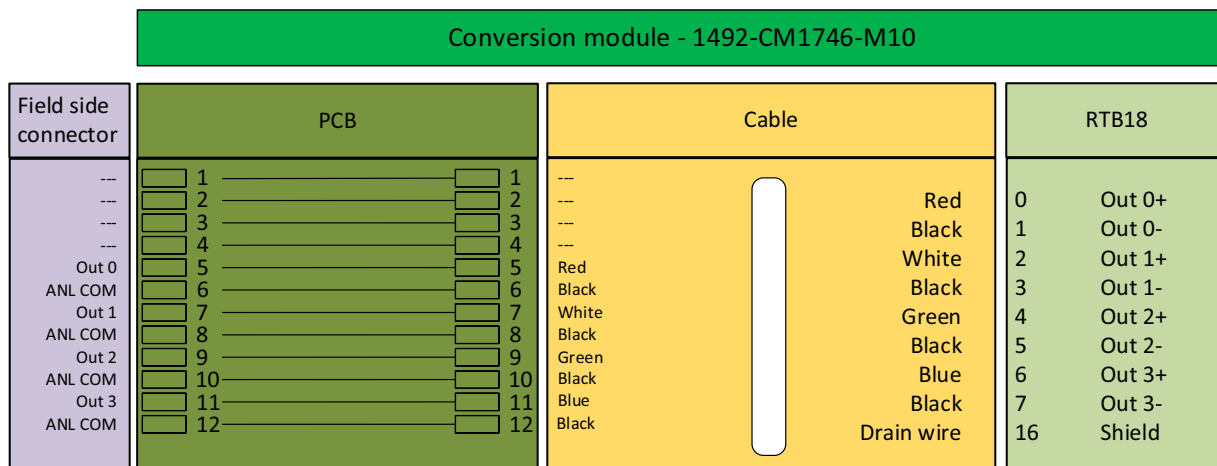 Conversion module - 1492-CM1746-M10
Field side connector PCB Cable RTB18
--- 1 1 ---
--- 2 2 --- Red 0 Out 0+
--- 3 3 --- Black 1 Out 0-
--- 4 4 --- White 2 Out 1+
Out 0 5 5 Red Black 3 Out 1-
ANL COM 6 6 Black Green 4 Out 2+
Out 1 7 7 White Black 5 Out 2-
ANL COM 8 8 Black Blue 6 Out 3+
Out 2 9 9 Green Black 7 Out 3-
ANL COM 10 10 Black Drain wire 16 Shield
Out 3 11 11 Blue
ANL COM 12 12 Black